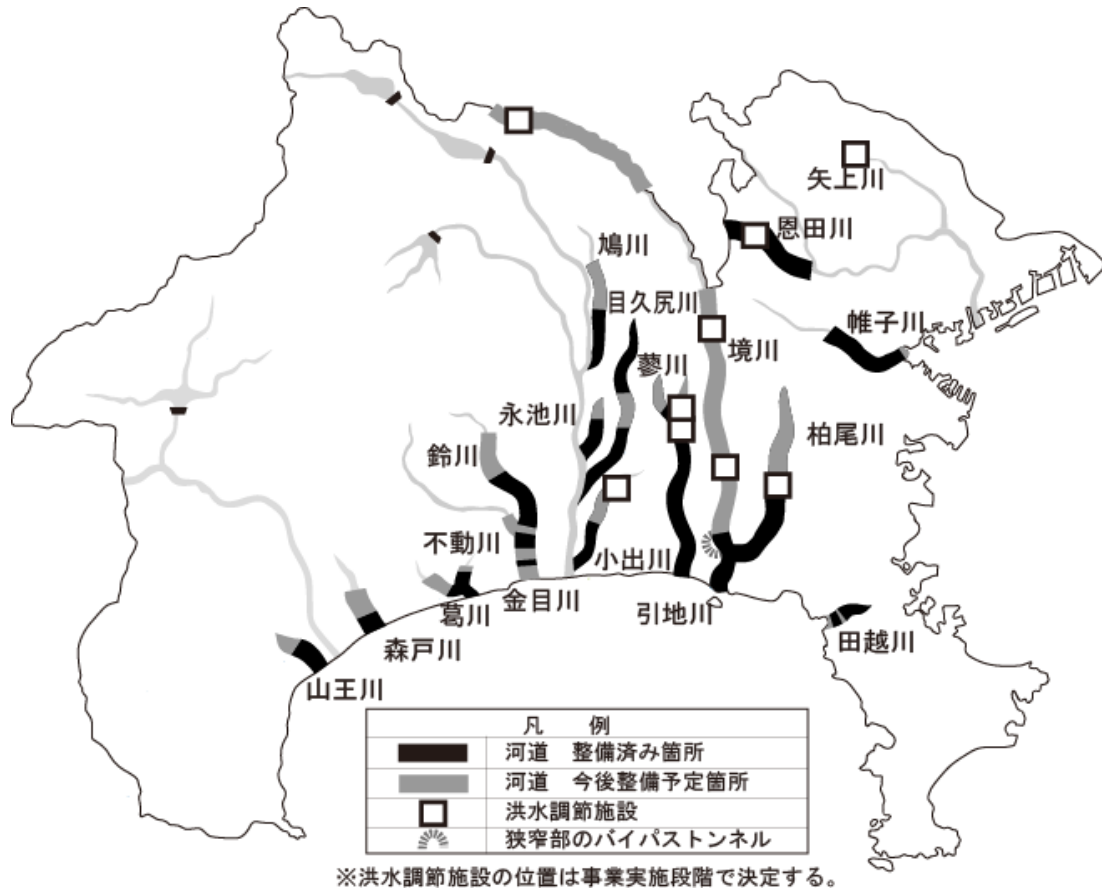 矢上川
恩田川
鳩川
目久尻川
帷子川
境川
蓼川
永池川
柏尾川
鈴川
不動川
小出川
葛川
金目川
引地川
森戸川
田越川
山王川
凡 例
河道 整備済み箇所
河道 今後整備予定箇所
洪水調節施設
狭窄部のバイパストンネル
※洪水調節施設の位置は事業実施段階で決定する。